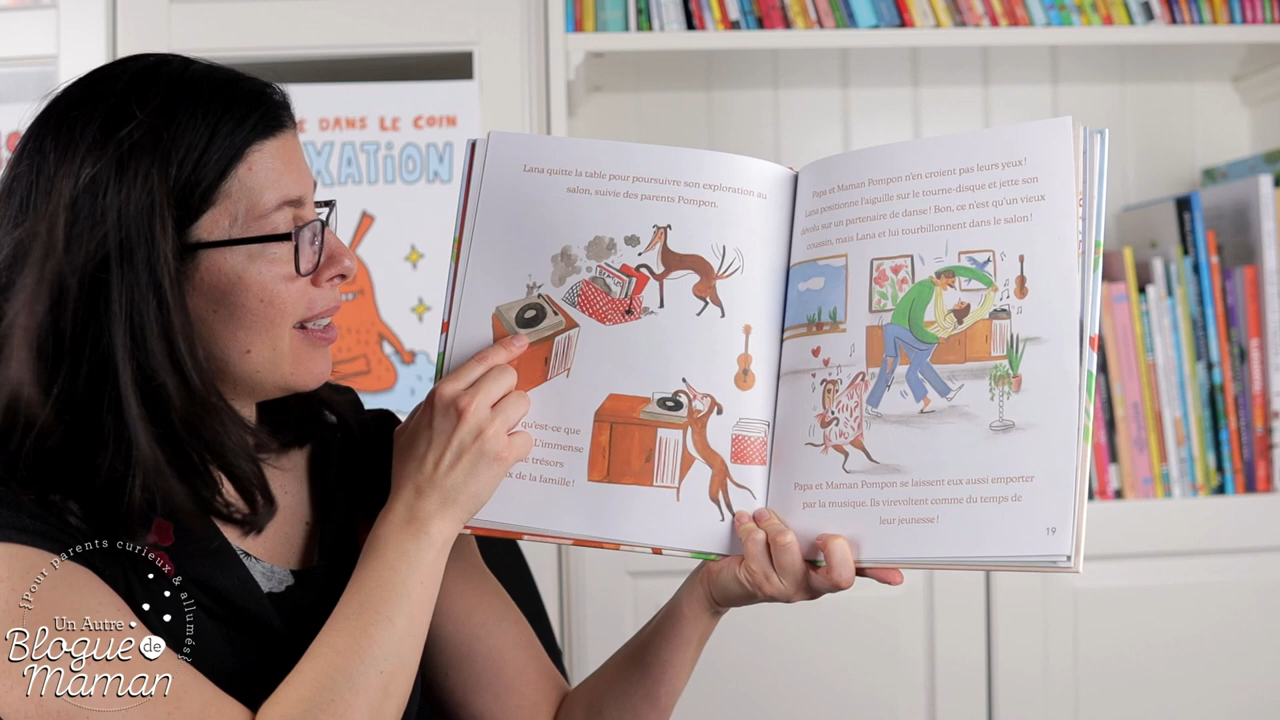 E DANS LE COIN
XATiON
Lana quitte la table pour poursuivre son exploration au
salon, suivie des parents Pompon.
qu'est-ce que
L'immense
trésors
de la famille !
Papa et Maman Pompon n'en croient pas leurs yeux !
Lana positionne l'aiguille sur le tourne-disque et jette son
dévolu sur un partenaire de danse ! Bon, ce n'est qu'un vieux
coussin, mais Lana et lui tourbillonnent dans le salon !
Papa et Maman Pompon se laissent eux aussi emporter
par la musique. Ils virevoltent comme du temps de
leur jeunesse !
19
{Pour parents curieux & allumés}
Un Autre
Blogue de
Maman